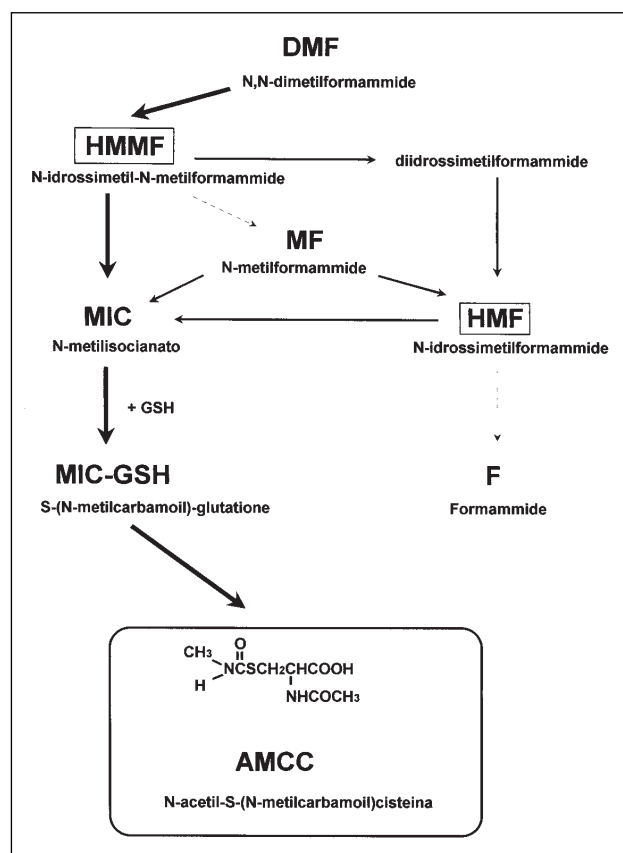 DMF
N,N-dimetilformammide
HMMF
N-idrossimetil-N-metilformammide
diidrossimetilformammide
MF
N-metilformammide
MIC
N-metilisocianato
HMF
N-idrossimetilformammide
+ GSH
MIC-GSH
S-(N-metilcarbamoil)-glutatione
F
Formammide
O
CH3
NCSCH2CHCOOH
H
NHCOCH3
AMCC
N-acetil-S-(N-metilcarbamoil)cisteina